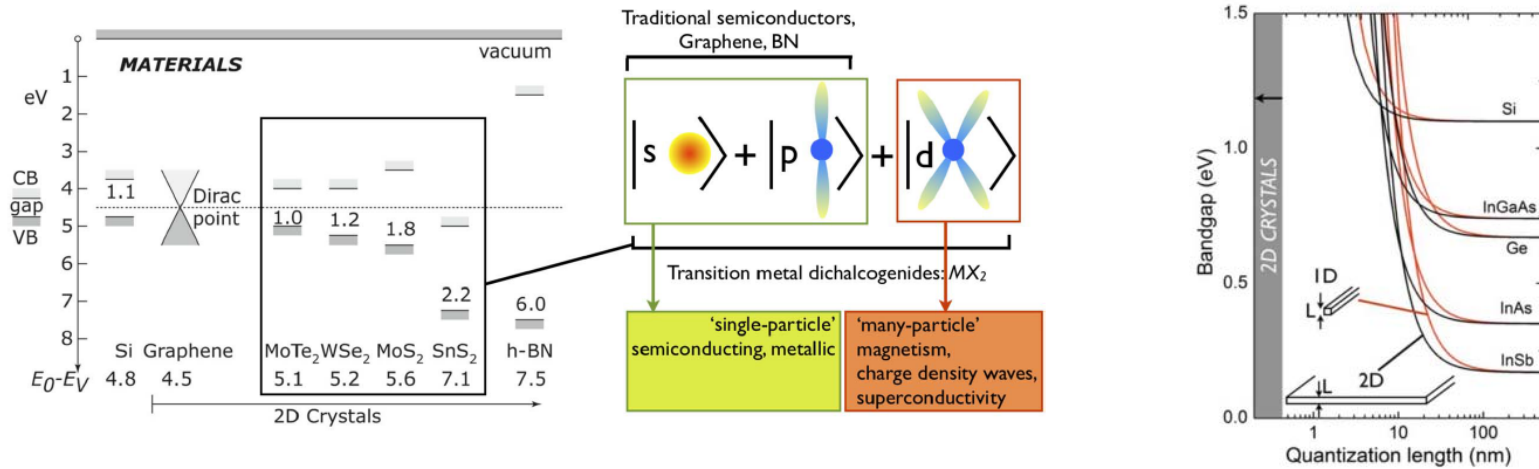 MATERIALS
vacuum
eV
1
2
3
4
5
6
7
8
CB
gap
VB
1.1
Dirac
point
1.0
1.2
1.8
2.2
6.0
Si Graphene MoTe₂ WSe₂ MoS₂ SnS₂ h-BN
E₀-E_V 4.8 4.5 5.1 5.2 5.6 7.1 7.5
2D Crystals
Traditional semiconductors,
Graphene, BN
|s〉+|p〉+|d〉
Transition metal dichalcogenides: MX₂
'single-particle'
semiconducting, metallic
'many-particle'
magnetism,
charge density waves,
superconductivity
Bandgap (eV)
1.5
1.0
0.5
0.0
2D CRYSTALS
Si
InGaAs
Ge
InAs
InSb
1D
L
2D
L
1 10 100
Quantization length (nm)